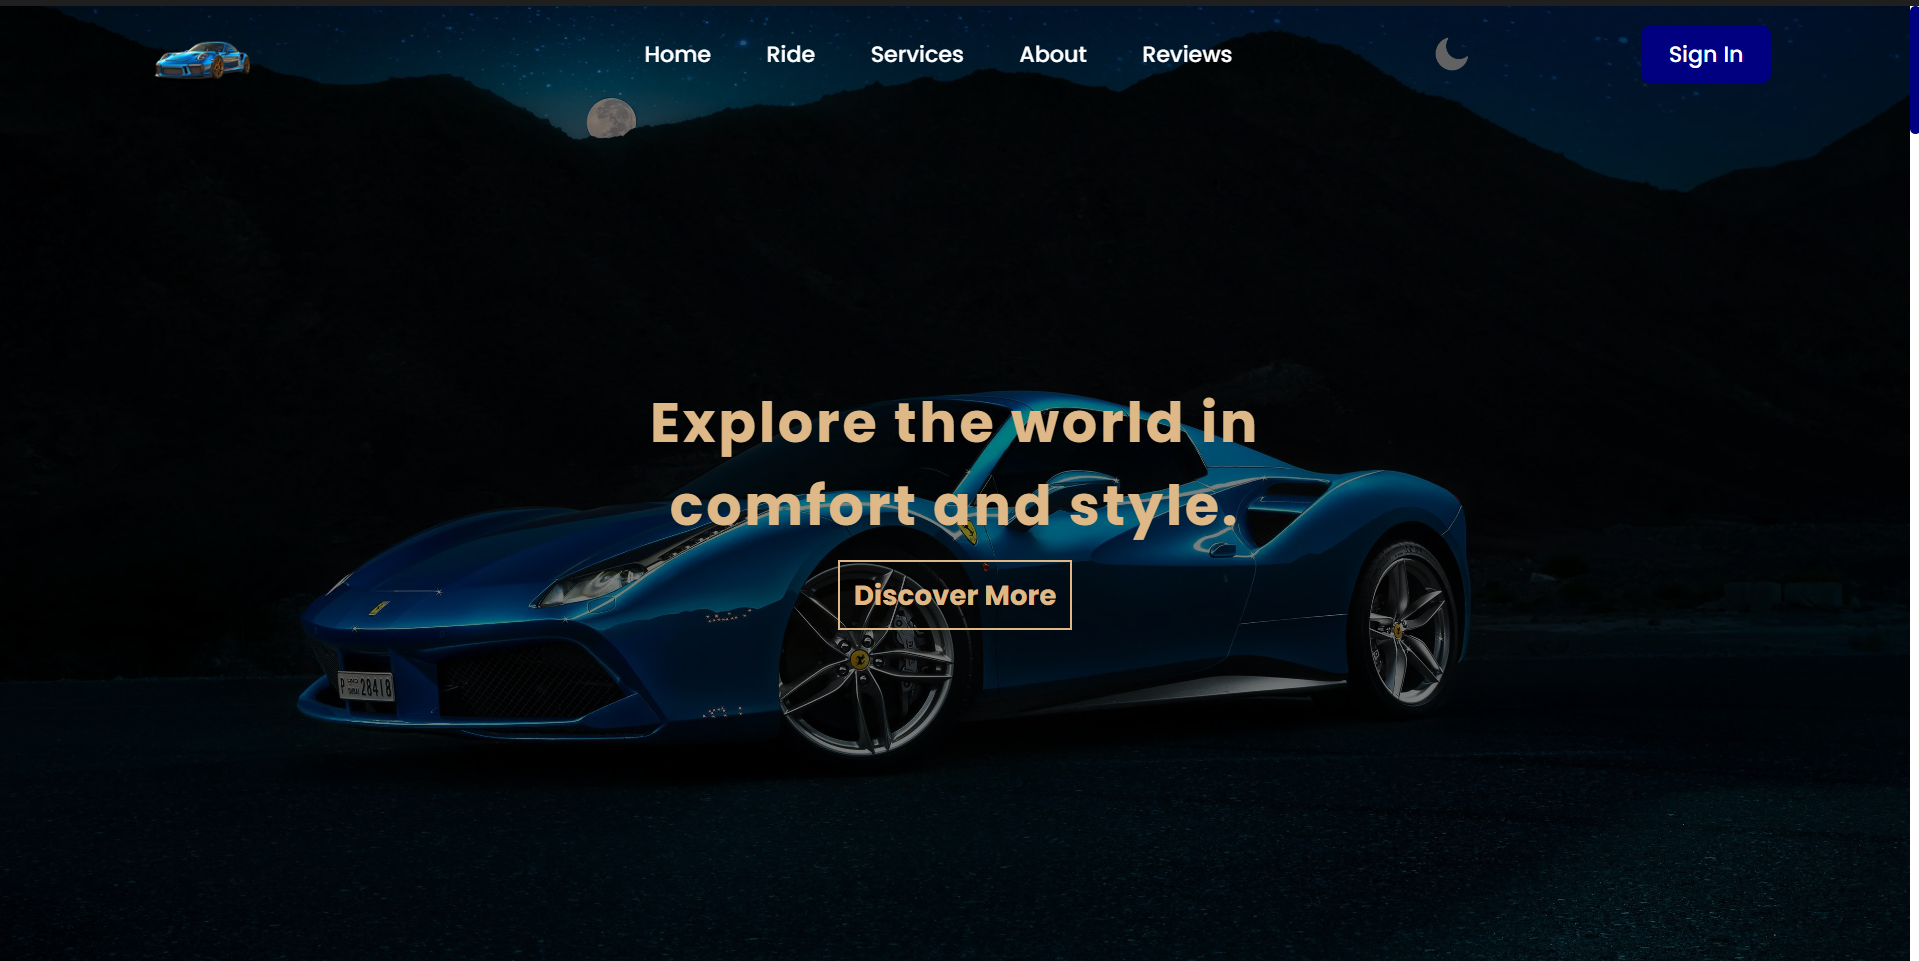 Home Ride Services About Reviews Sign In
Explore the world in
comfort and style.
Discover More
P 28418